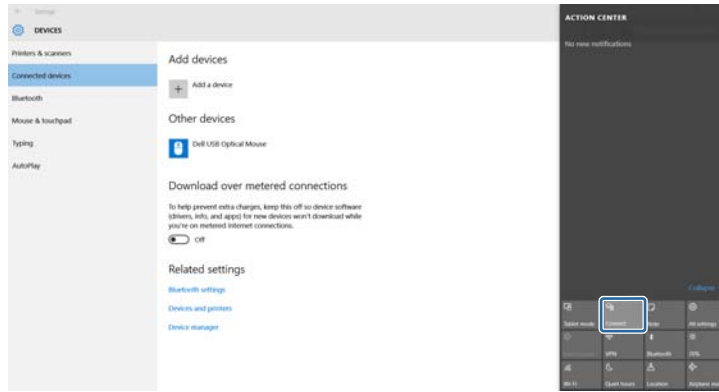 Settings
DEVICES
Printers & scanners
Connected devices
Bluetooth
Mouse & touchpad
Typing
AutoPlay
Add devices
Add a device
Other devices
Dell USB Optical Mouse
Download over metered connections
To help prevent extra charges, keep this off so device software
(drivers, info, and apps) for new devices won't download while
you're on metered Internet connections.
Off
Related settings
Bluetooth settings
Devices and printers
Device manager
ACTION CENTER
No new notifications
Collapse
Tablet mode
Connect
Note
All settings
VPN
Bluetooth
70%
Wi-Fi
Quiet hours
Location
Airplane mo